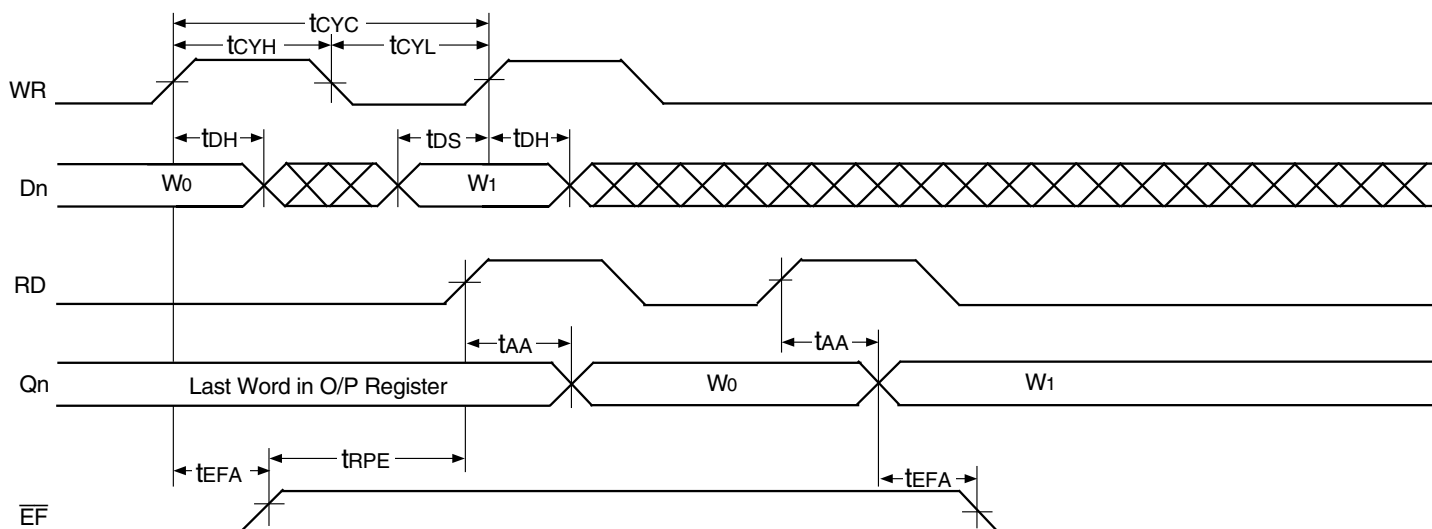 tCYC
tCYH
tCYL
WR
tDH
tDS
tDH
Dn
W0
W1
RD
tAA
tAA
Qn
Last Word in O/P Register
W0
W1
tEFA
tRPE
tEFA
EF